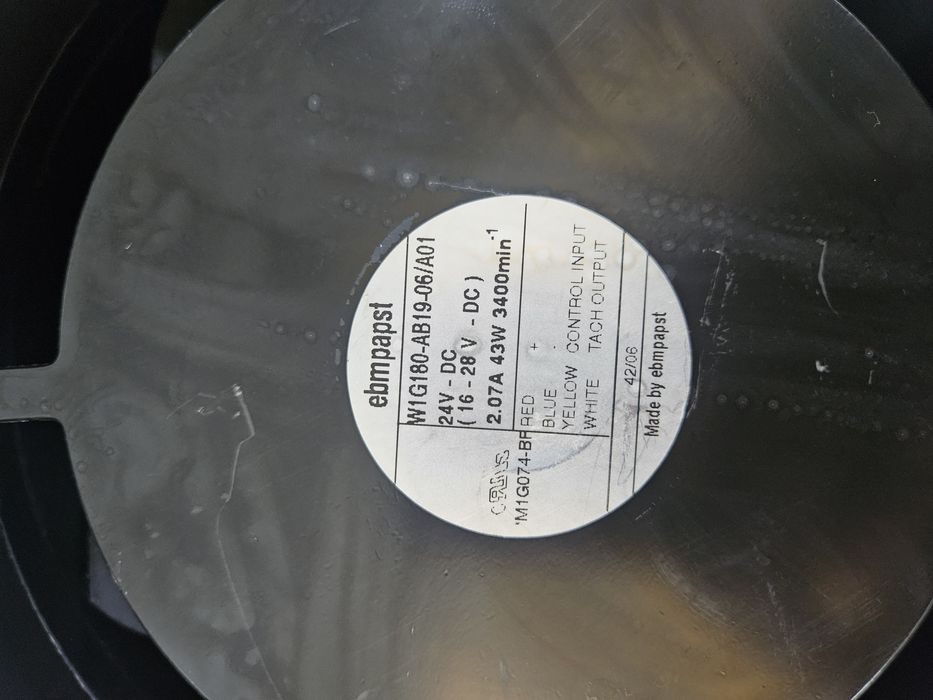 ebmpapst
W1G180-AB19-06/A01
24V - DC
( 16 - 28 V - DC )
2.07A 43W 3400min⁻¹
M1G074-BF
RED +
BLUE -
YELLOW CONTROL INPUT
WHITE TACH OUTPUT
42/06
Made by ebmpapst